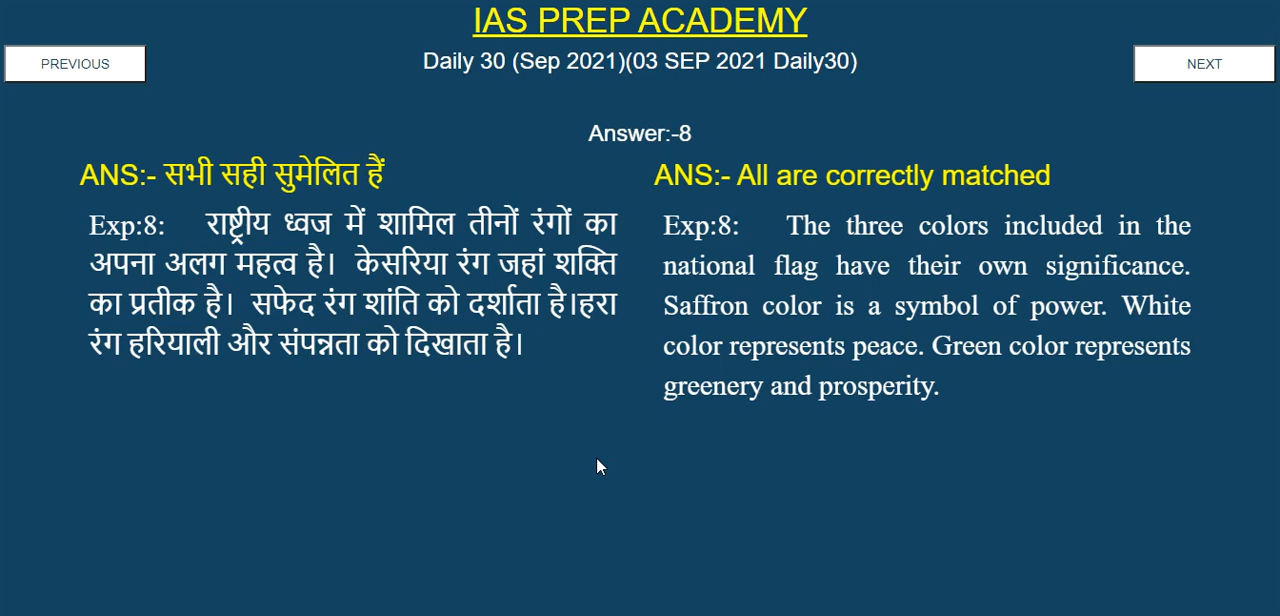 IAS PREP ACADEMY
PREVIOUS
Daily 30 (Sep 2021)(03 SEP 2021 Daily30)
NEXT
Answer:-8
ANS:- सभी सही सुमेलित हैं
Exp:8: राष्ट्रीय ध्वज में शामिल तीनों रंगों का
अपना अलग महत्व है। केसरिया रंग जहां शक्ति
का प्रतीक है। सफेद रंग शांति को दर्शाता है।हरा
रंग हरियाली और संपन्नता को दिखाता है।
ANS:- All are correctly matched
Exp:8: The three colors included in the
national flag have their own significance.
Saffron color is a symbol of power. White
color represents peace. Green color represents
greenery and prosperity.